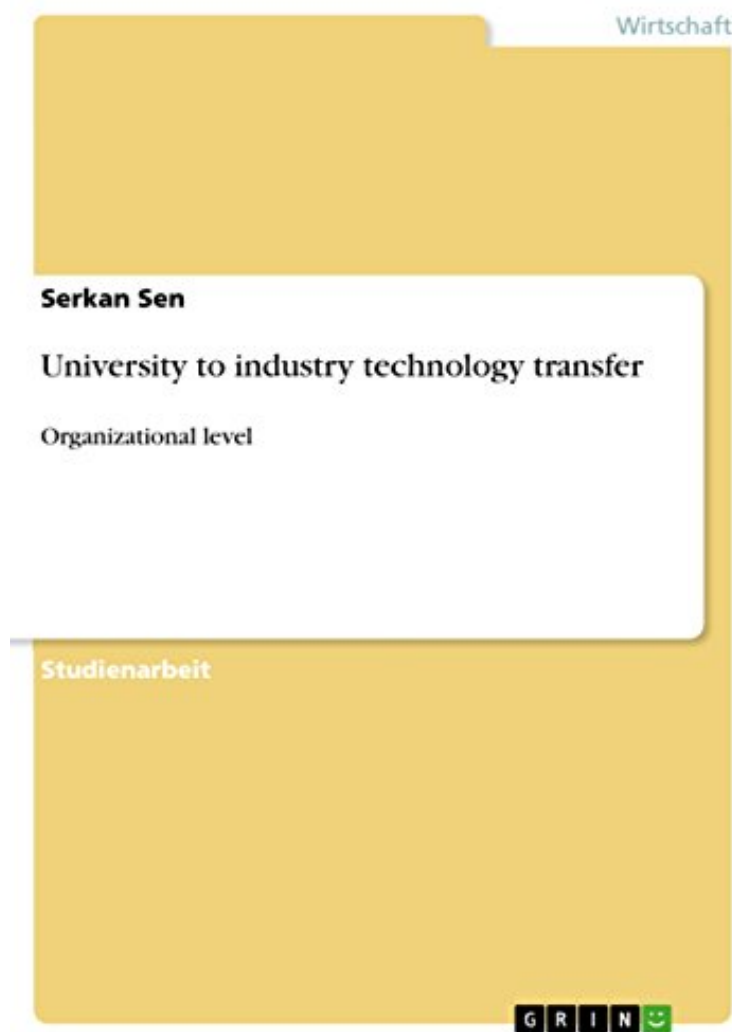 Wirtschaft
Serkan Sen
University to industry technology transfer
Organizational level
Studienarbeit
GRIN